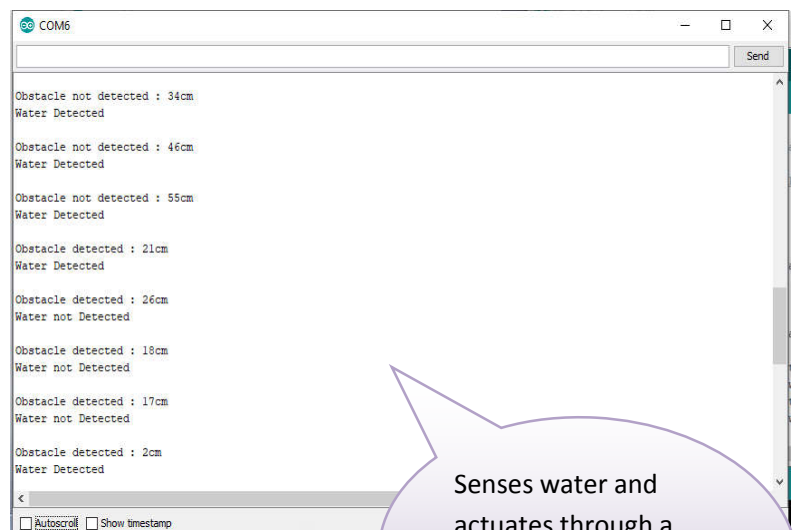 COM6
Send
Obstacle not detected : 34cm
Water Detected
Obstacle not detected : 46cm
Water Detected
Obstacle not detected : 55cm
Water Detected
Obstacle detected : 21cm
Water Detected
Obstacle detected : 26cm
Water not Detected
Obstacle detected : 18cm
Water not Detected
Obstacle detected : 17cm
Water not Detected
Obstacle detected : 2cm
Water Detected
Senses water and
actuates through a
Autoscroll Show timestamp